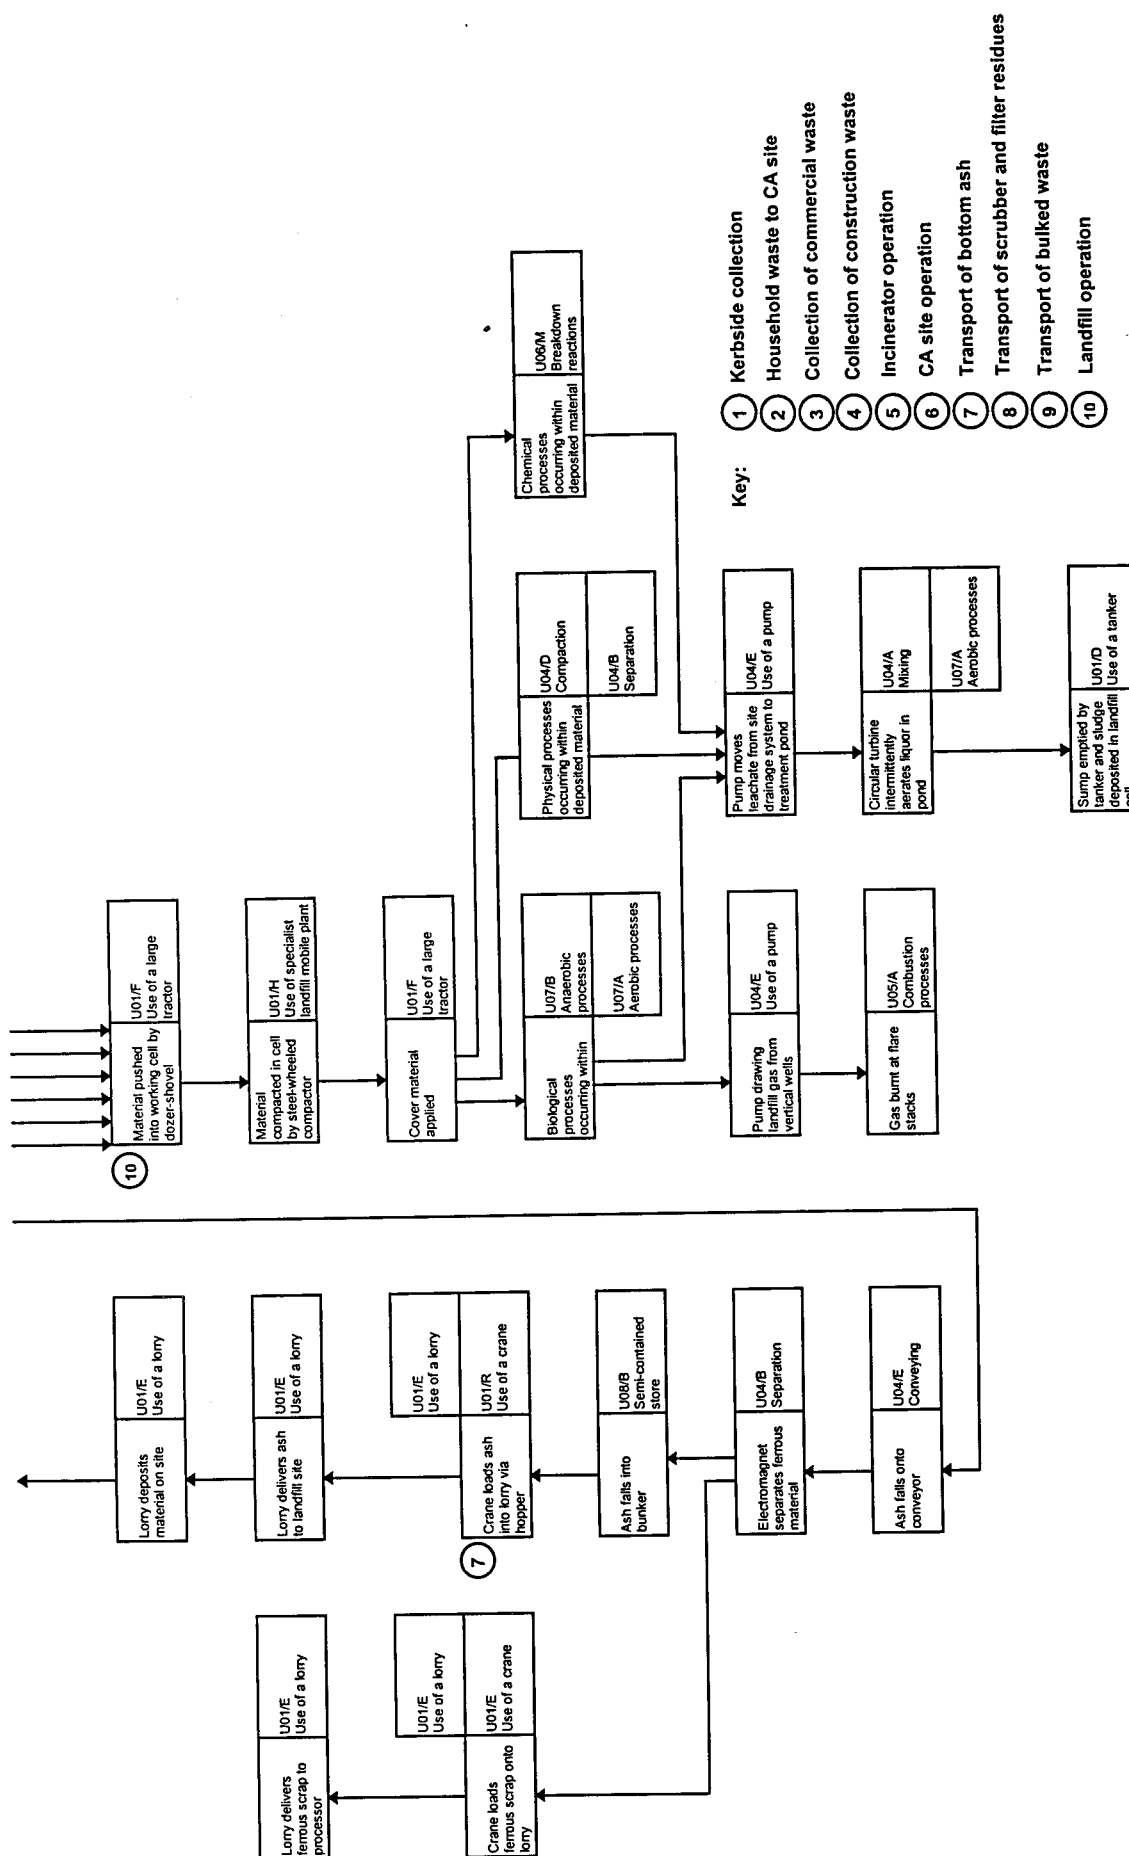 Lorry delivers
ferrous scrap to
processor
U01/E
Use of a lorry
Crane loads
ferrous scrap onto
lorry
U01/E
Use of a lorry
U01/E
Use of a crane
Lorry deposits
material on site
U01/E
Use of a lorry
Lorry delivers ash
to landfill site
U01/E
Use of a lorry
7
Crane loads ash
into lorry via
hopper
U01/E
Use of a lorry
U01/R
Use of a crane
Ash falls into
bunker
U08/B
Semi-contained
store
Electromagnet
separates ferrous
material
U04/B
Separation
Ash falls onto
conveyor
U04/E
Conveying
10
Material pushed
into working cell by
dozer-shovel
U01/F
Use of a large
tractor
Material
compacted in cell
by steel-wheeled
compactor
U01/H
Use of specialist
landfill mobile plant
Cover material
applied
U01/F
Use of a large
tractor
Biological
processes
occurring within
U07/B
Anaerobic
processes
U07/A
Aerobic processes
Pump drawing
landfill gas from
vertical wells
U04/E
Use of a pump
Gas burnt at flare
stacks
U05/A
Combustion
processes
Physical processes
occurring within
deposited material
U04/D
Compaction
U04/B
Separation
Pump moves
leachate from site
drainage system to
treatment pond
U04/E
Use of a pump
Circular turbine
intermittently
aerates liquor in
pond
U04/A
Mixing
U07/A
Aerobic processes
Sump emptied by
tanker and sludge
deposited in landfill
U01/D
Use of a tanker
Chemical
processes
occurring within
deposited material
U06/M
Breakdown
reactions
Key:
1 Kerbside collection
2 Household waste to CA site
3 Collection of commercial waste
4 Collection of construction waste
5 Incinerator operation
6 CA site operation
7 Transport of bottom ash
8 Transport of scrubber and filter residues
9 Transport of bulked waste
10 Landfill operation